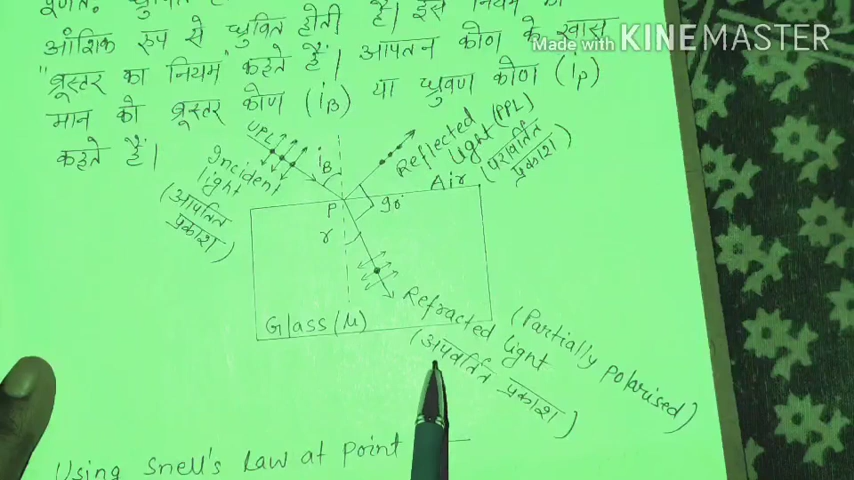 आंशिक रूप से ध्रुवित होती है। इस नियम को
"ब्रूस्टर का नियम" कहते हैं। आपतन कोण के खास
मान को ब्रूस्टर कोण (iB) या ध्रुवण कोण (ip)
कहते हैं।
Made with KINEMASTER
UPL
Incident
light
(आपतित
प्रकाश)
iB
Reflected
Light (PPL)
(परावर्तित
प्रकाश)
Air
P
90°
r
Glass (μ)
Refracted light
(अपवर्तित प्रकाश)
(Partially polarised)
Using Snell's Law at Point